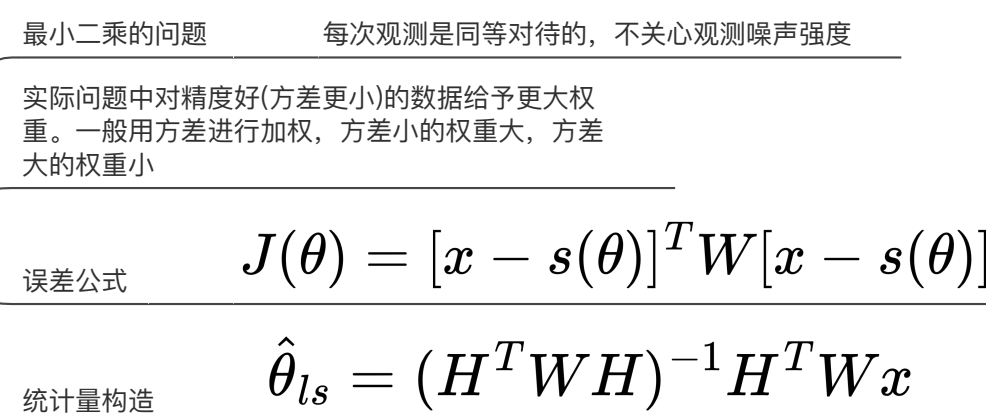 最小二乘的问题 每次观测是同等对待的，不关心观测噪声强度
实际问题中对精度好(方差更小)的数据给予更大权
重。一般用方差进行加权，方差小的权重大，方差
大的权重小
误差公式 J(θ) = [x − s(θ)]^T W[x − s(θ)]
统计量构造 θ̂_{ls} = (H^T W H)^{−1} H^T W x